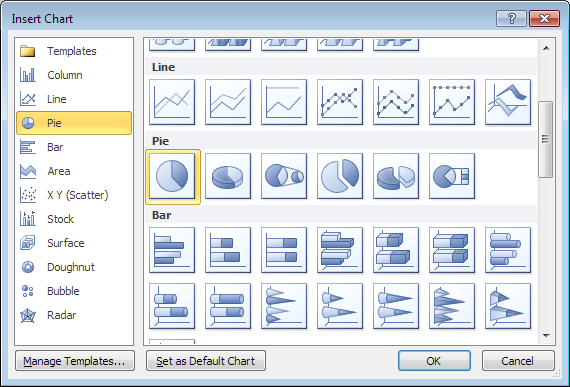 Insert Chart
Templates
Column
Line
Pie
Bar
Area
X Y (Scatter)
Stock
Surface
Doughnut
Bubble
Radar
Line
Pie
Bar
Manage Templates...
Set as Default Chart
OK
Cancel